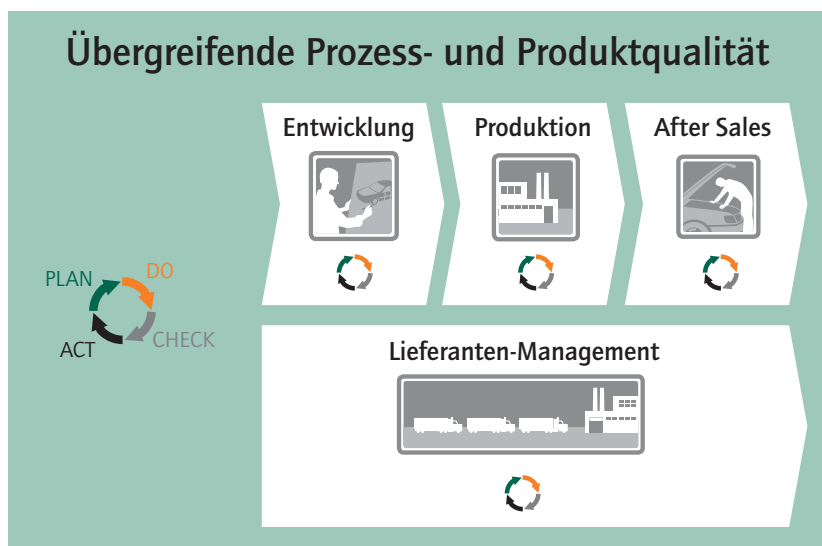 Übergreifende Prozess- und Produktqualität
Entwicklung
Produktion
After Sales
PLAN
DO
ACT
CHECK
Lieferanten-Management